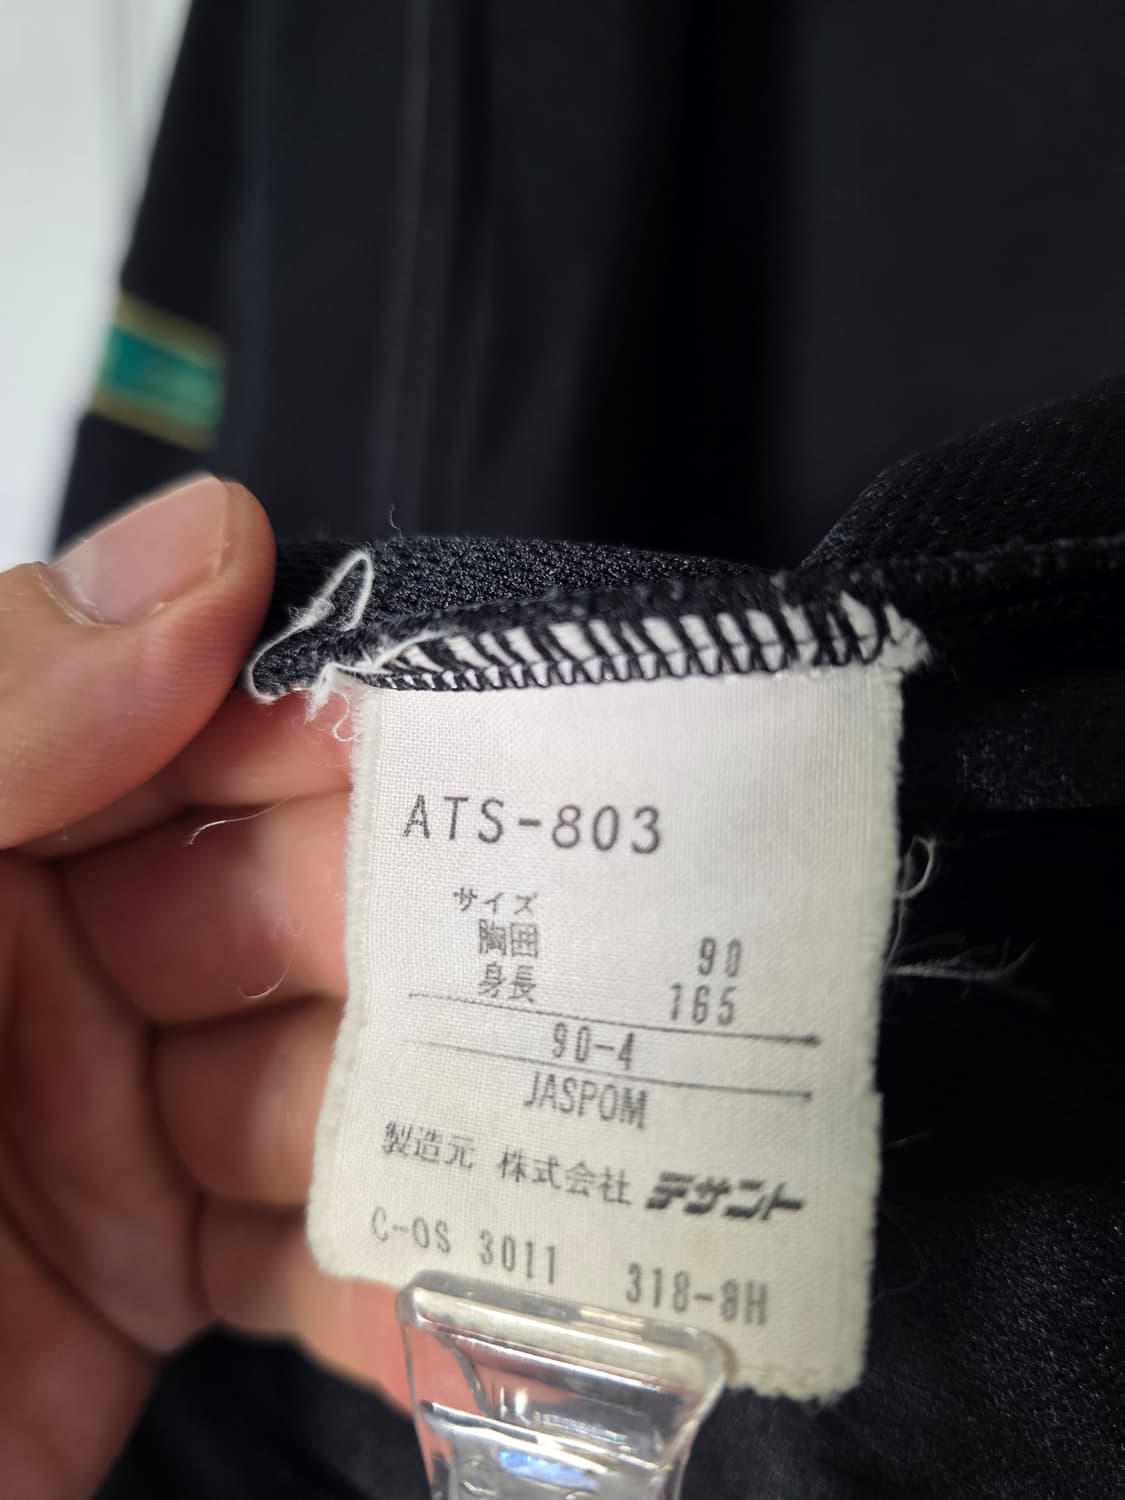 ATS-803
サイズ
胸囲 90
身長 165
90-4
JASPOM
製造元 株式会社 デサント
C-OS 3011 318-8H